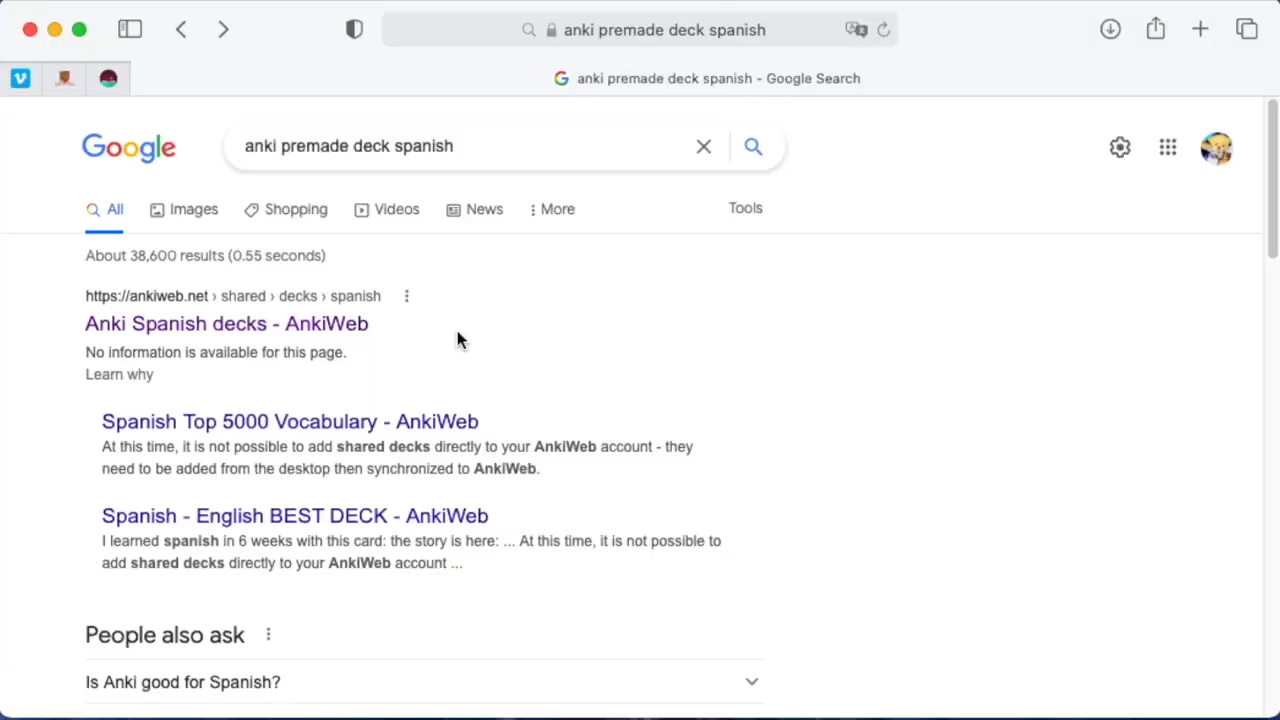 anki premade deck spanish
anki premade deck spanish - Google Search
Google
anki premade deck spanish
All
Images
Shopping
Videos
News
More
Tools
About 38,600 results (0.55 seconds)
https://ankiweb.net › shared › decks › spanish
Anki Spanish decks - AnkiWeb
No information is available for this page.
Learn why
Spanish Top 5000 Vocabulary - AnkiWeb
At this time, it is not possible to add shared decks directly to your AnkiWeb account - they
need to be added from the desktop then synchronized to AnkiWeb.
Spanish - English BEST DECK - AnkiWeb
I learned spanish in 6 weeks with this card: the story is here: ... At this time, it is not possible to
add shared decks directly to your AnkiWeb account ...
People also ask
Is Anki good for Spanish?